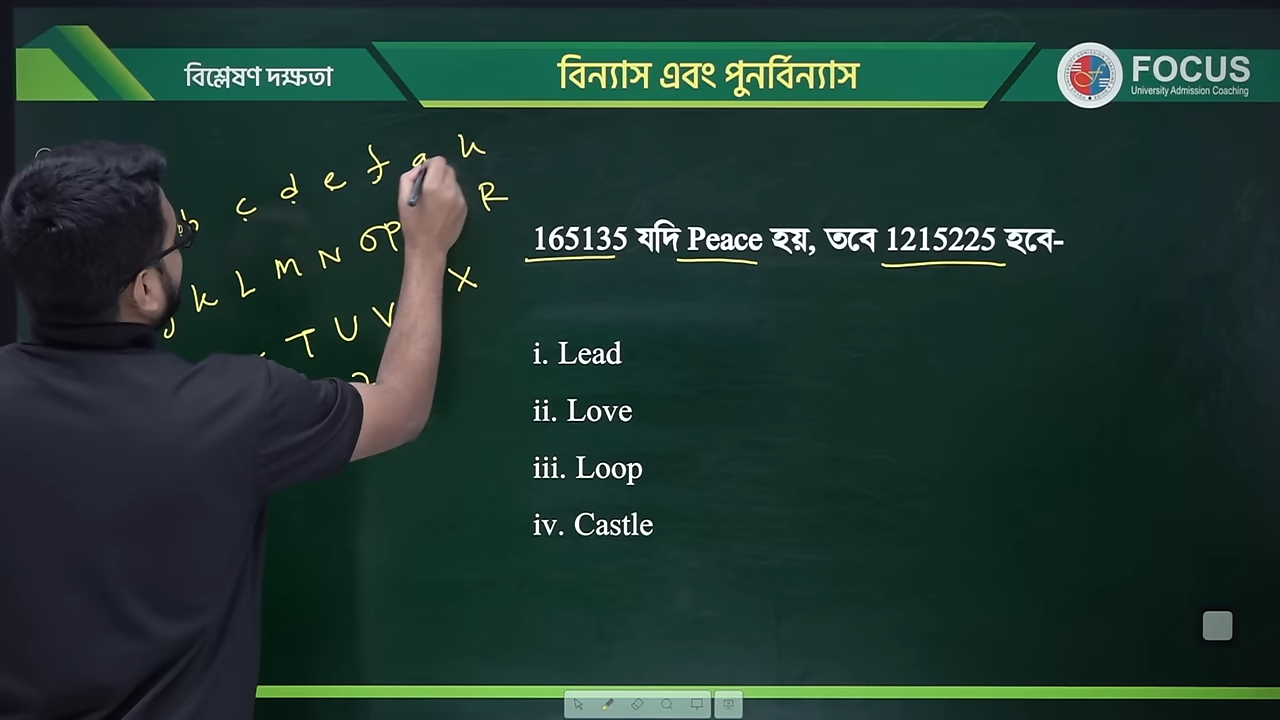 বিশ্লেষণ দক্ষতা
বিন্যাস এবং পুনর্বিন্যাস
FOCUS
University Admission Coaching
b c d e f g h
k L M N O P R
T U V X
165135 যদি Peace হয়, তবে 1215225 হবে-
i. Lead
ii. Love
iii. Loop
iv. Castle